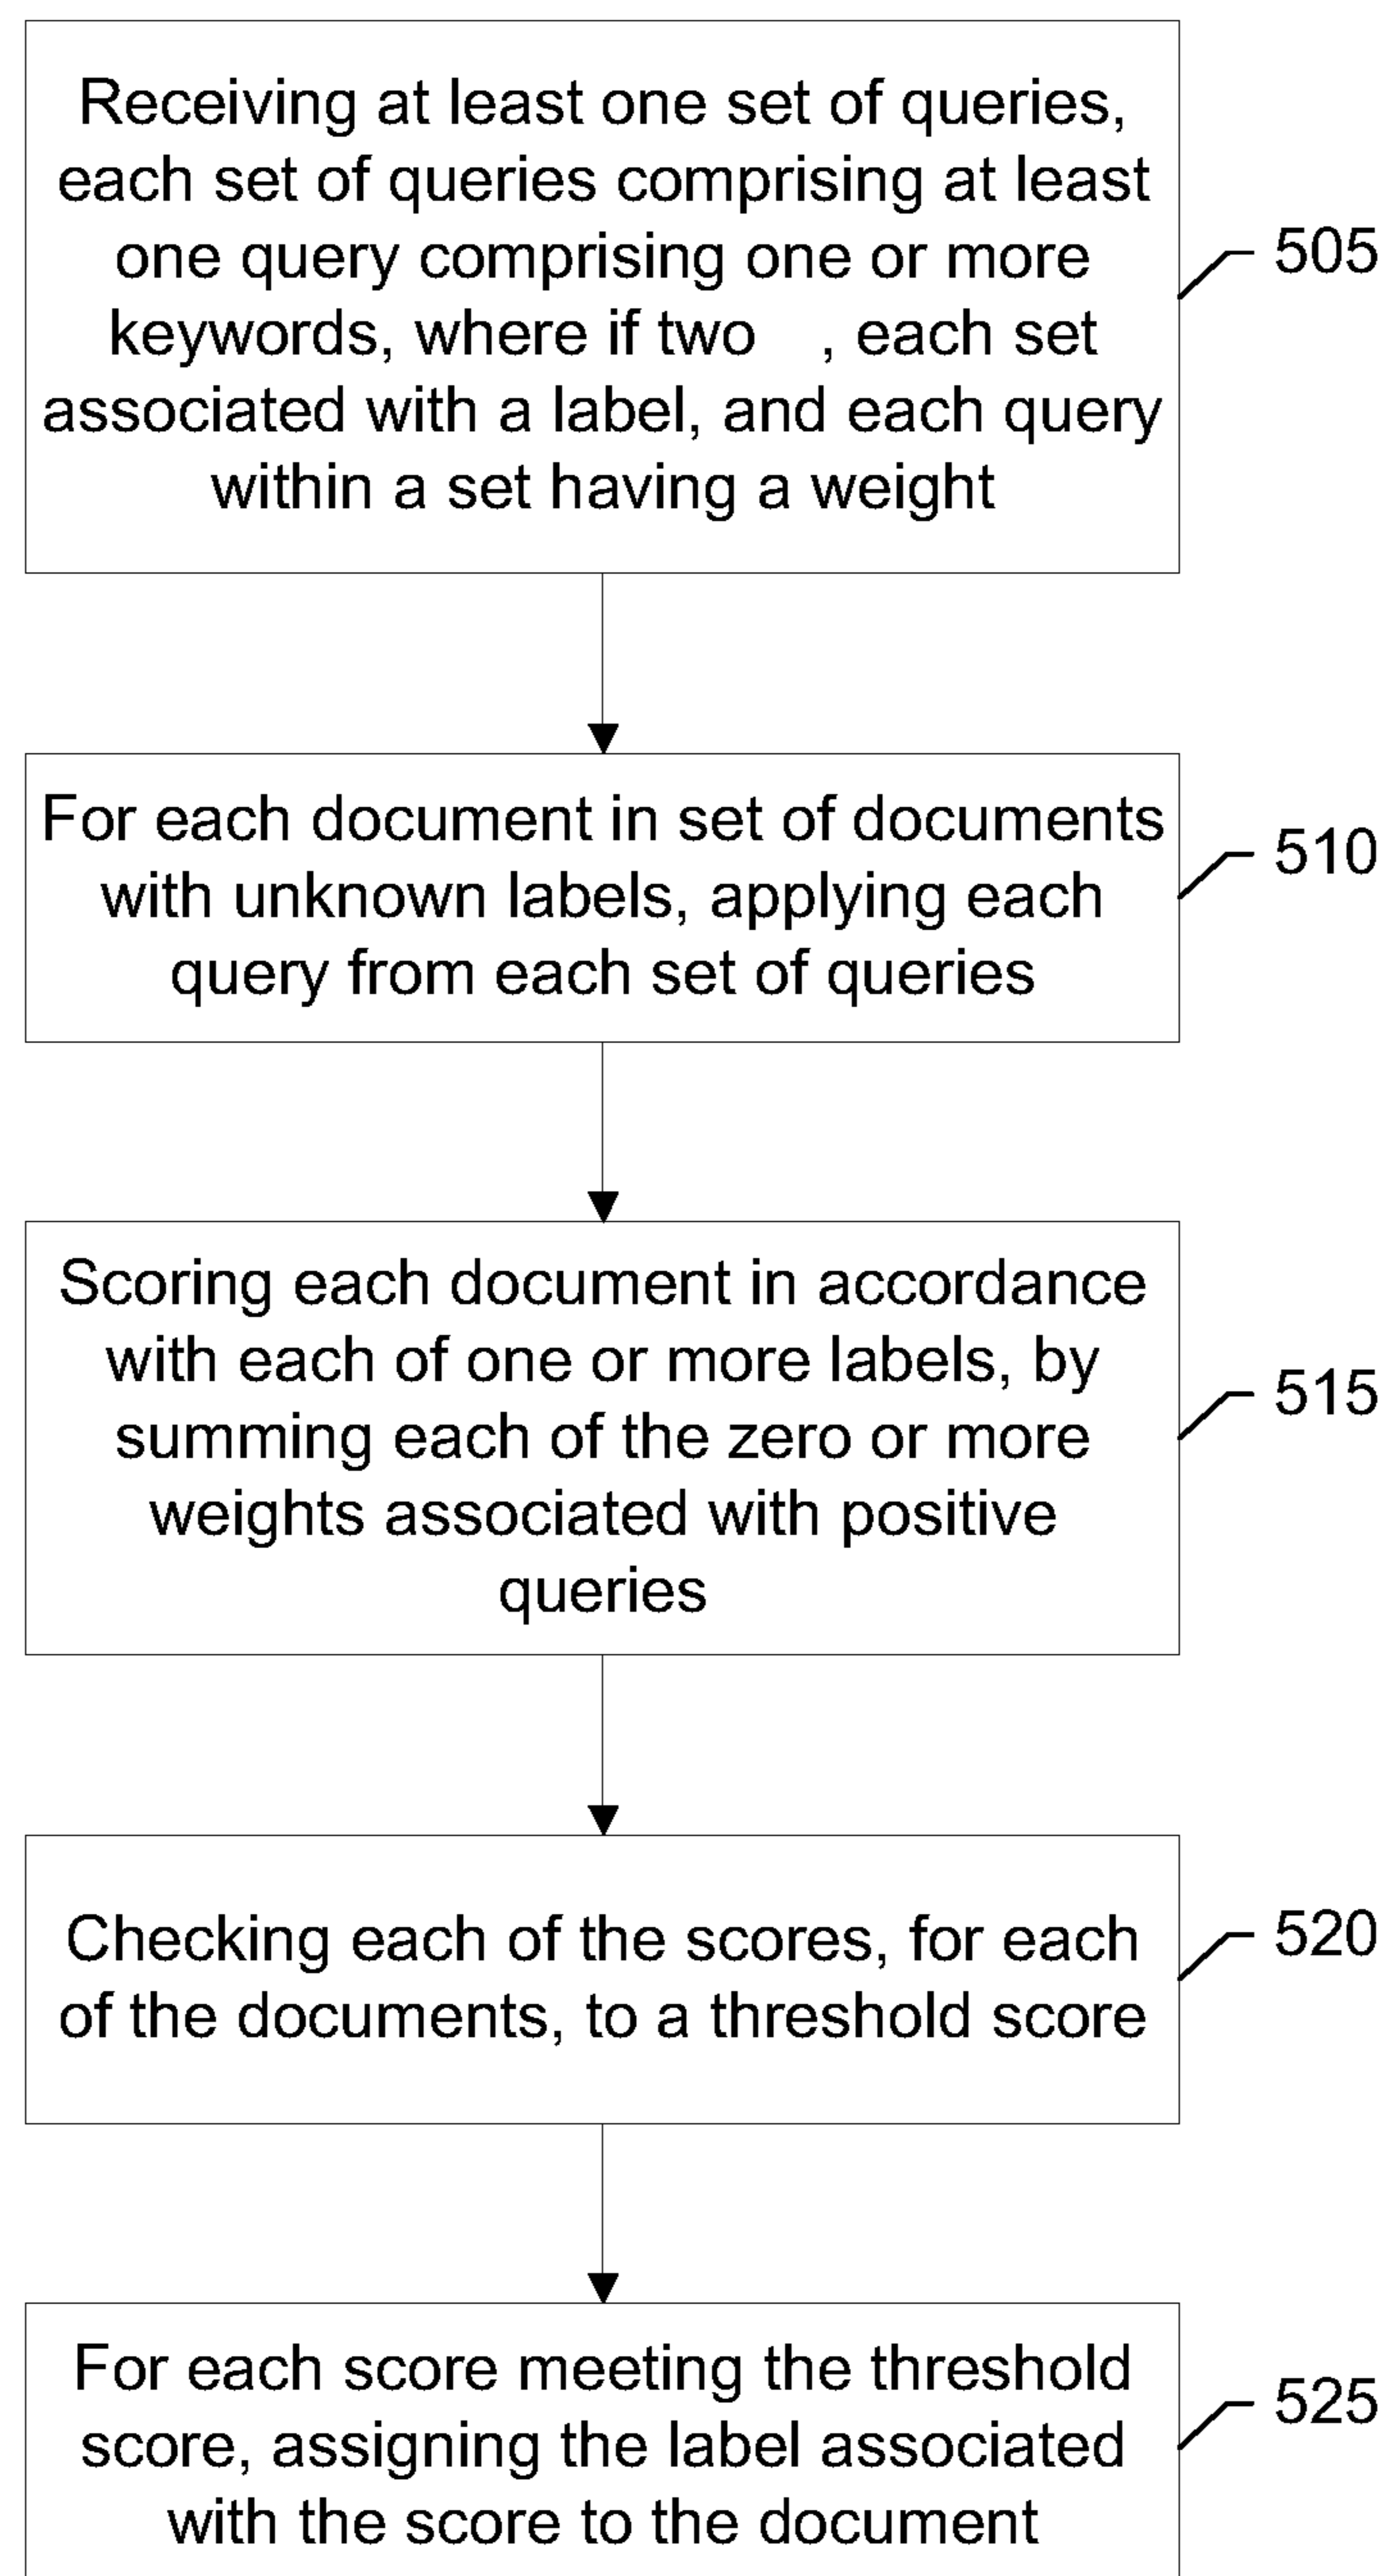 Receiving at least one set of queries,
each set of queries comprising at least
one query comprising one or more
keywords, where if two , each set
associated with a label, and each query
within a set having a weight
505
For each document in set of documents
with unknown labels, applying each
query from each set of queries
510
Scoring each document in accordance
with each of one or more labels, by
summing each of the zero or more
weights associated with positive
queries
515
Checking each of the scores, for each
of the documents, to a threshold score
520
For each score meeting the threshold
score, assigning the label associated
with the score to the document
525